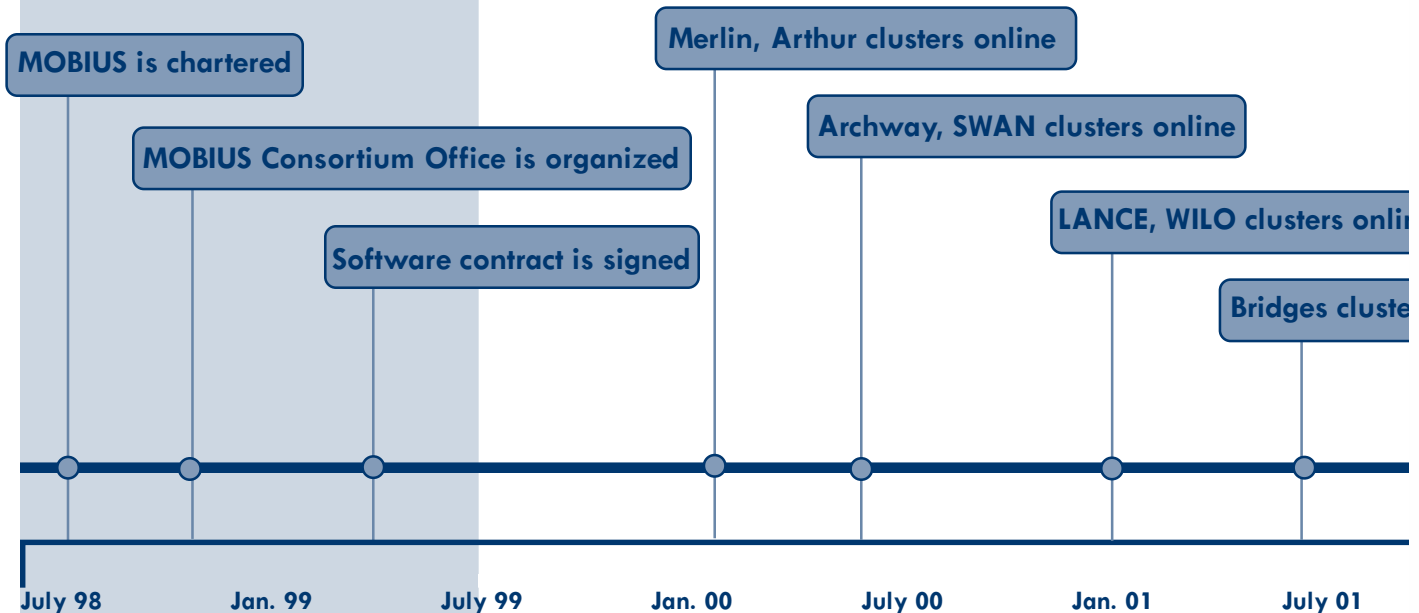 MOBIUS is chartered
Merlin, Arthur clusters online
Archway, SWAN clusters online
MOBIUS Consortium Office is organized
LANCE, WILO clusters
Software contract is signed
Bridges
July 98
Jan. 99
July 99
Jan. 00
July 00
Jan. 01
July 01